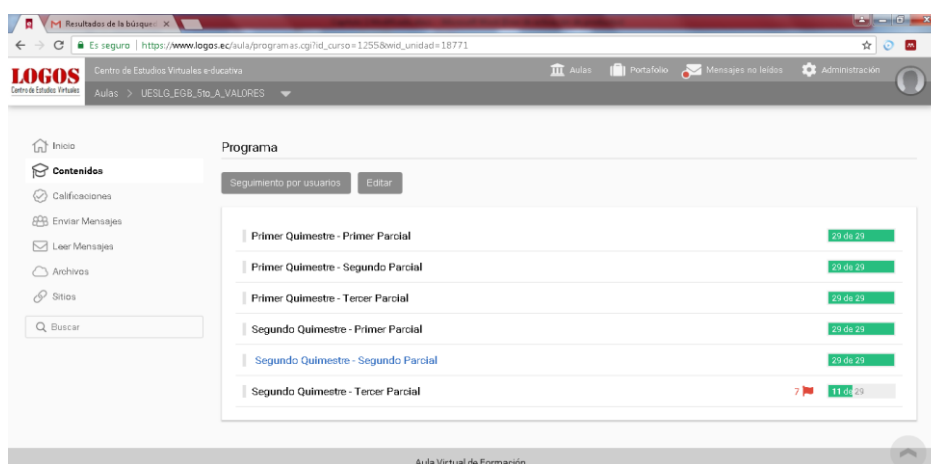 Resultados de la búsque
Es seguro | https://www.logos.ec/aula/programas.cgi?id_curso=1255&wid_unidad=18771
LOGOS
Centro de Estudios Virtuales
Centro de Estudios Virtuales e-ducativa
Aulas > UESLG_EGB_5to_A_VALORES
Aulas
Portafolio
Mensajes no leídos
Administración
Inicio
Contenidos
Calificaciones
Enviar Mensajes
Leer Mensajes
Archivos
Sitios
Buscar
Programa
Seguimiento por usuarios
Editar
Primer Quimestre - Primer Parcial 29 de 29
Primer Quimestre - Segundo Parcial 29 de 29
Primer Quimestre - Tercer Parcial 29 de 29
Segundo Quimestre - Primer Parcial 29 de 29
Segundo Quimestre - Segundo Parcial 29 de 29
Segundo Quimestre - Tercer Parcial 7 11 de 29
Aula Virtual de Formación